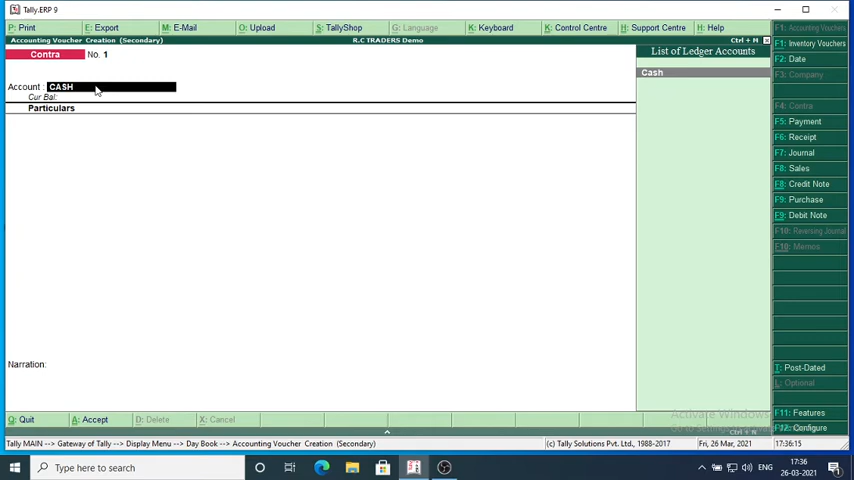 Tally.ERP 9
P: Print E: Export M: E-Mail O: Upload S: TallyShop G: Language K: Keyboard K: Control Centre H: Support Centre H: Help
Accounting Voucher Creation (Secondary) R.C TRADERS Demo Ctrl + M
Contra No. 1
Account : CASH
Cur Bal:
Particulars
Narration:
List of Ledger Accounts
Cash
F1: Accounting Vouchers
F1: Inventory Vouchers
F2: Date
F3: Company
F4: Contra
F5: Payment
F6: Receipt
F7: Journal
F8: Sales
F8: Credit Note
F9: Purchase
F9: Debit Note
F10: Reversing Journal
F10: Memos
T: Post-Dated
L: Optional
F11: Features
F12: Configure
Activate Windows
Q: Quit A: Accept D: Delete X: Cancel
Ctrl + N
Tally MAIN --> Gateway of Tally --> Display Menu --> Day Book --> Accounting Voucher Creation (Secondary) (c) Tally Solutions Pvt. Ltd., 1988-2017 Fri, 26 Mar, 2021 17:36:15
Type here to search
ENG
17:36
26-03-2021